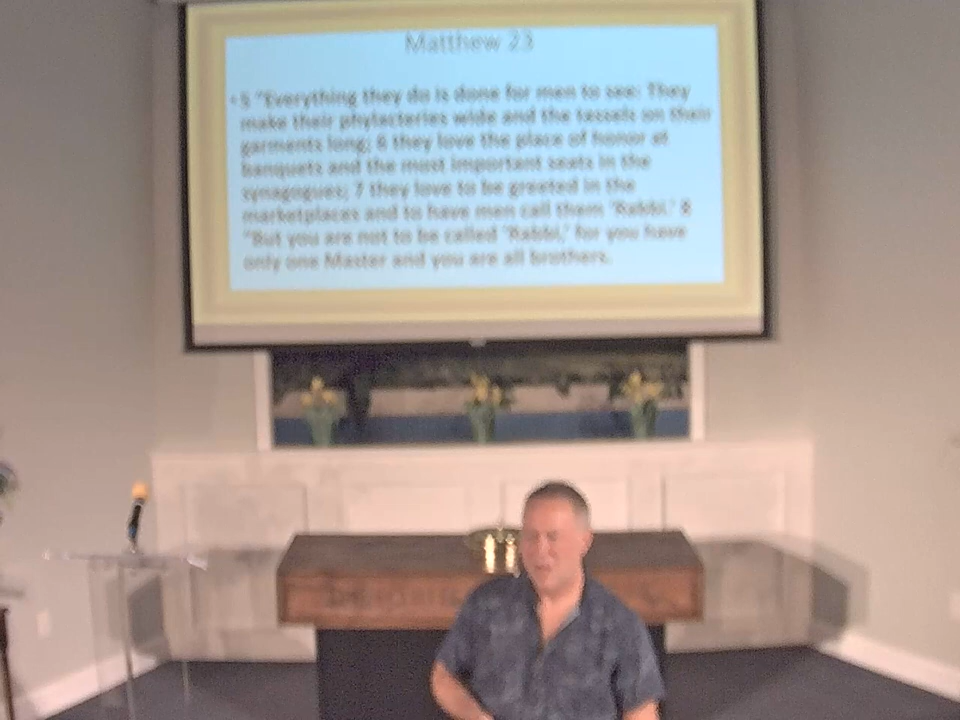 Matthew 23
• 5 "Everything they do is done for men to see: They
make their phylacteries wide and the tassels on their
garments long; 6 they love the place of honor at
banquets and the most important seats in the
synagogues; 7 they love to be greeted in the
marketplaces and to have men call them 'Rabbi.' 8
"But you are not to be called 'Rabbi,' for you have
only one Master and you are all brothers.